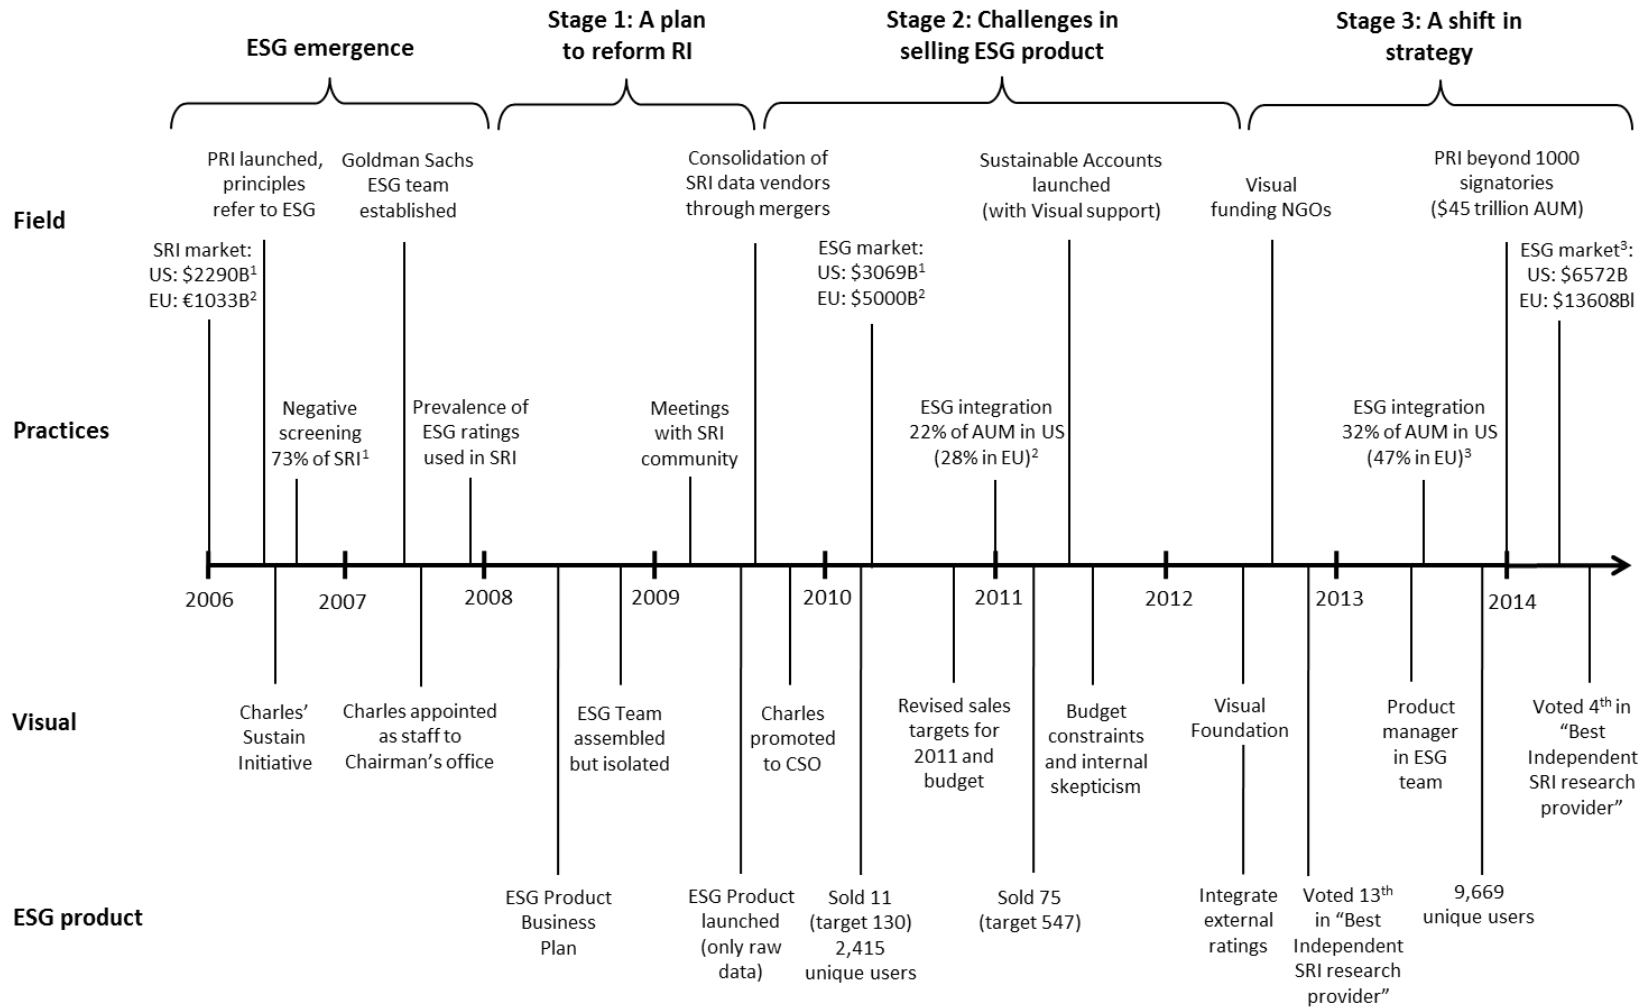 ESG emergence
Stage 1: A plan
to reform RI
Stage 2: Challenges in
selling ESG product
Stage 3: A shift in
strategy
Field
PRI launched,
principles
refer to ESG
Goldman Sachs
ESG team
established
Consolidation of
SRI data vendors
through mergers
Sustainable Accounts
launched
(with Visual support)
Visual
funding NGOs
PRI beyond 1000
signatories
($45 trillion AUM)
SRI market:
US: $2290B¹
EU: €1033B²
ESG market:
US: $3069B¹
EU: $5000B²
ESG market³:
US: $6572B
EU: $13608Bl
Practices
Negative
screening
73% of SRI¹
Prevalence of
ESG ratings
used in SRI
Meetings
with SRI
community
ESG integration
22% of AUM in US
(28% in EU)²
ESG integration
32% of AUM in US
(47% in EU)³
2006
2007
2008
2009
2010
2011
2012
2013
2014
Visual
Charles’
Sustain
Initiative
Charles appointed
as staff to
Chairman’s office
ESG Team
assembled
but isolated
Charles
promoted
to CSO
Revised sales
targets for
2011 and
budget
Budget
constraints
and internal
skepticism
Visual
Foundation
Product
manager
in ESG
team
Voted 4th in
“Best
Independent
SRI research
provider”
ESG product
ESG Product
Business
Plan
ESG Product
launched
(only raw
data)
Sold 11
(target 130)
2,415
unique users
Sold 75
(target 547)
Integrate
external
ratings
Voted 13th
in “Best
Independent
SRI research
provider”
9,669
unique users